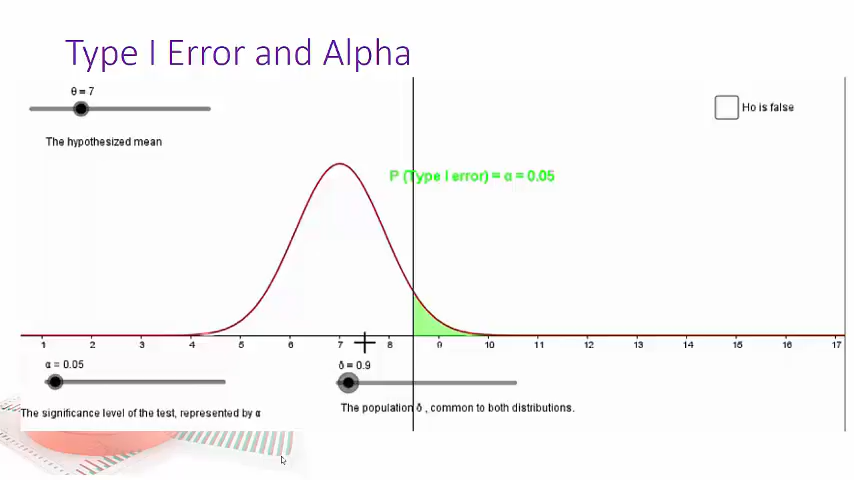 Type I Error and Alpha
θ = 7
Ho is false
The hypothesized mean
P (Type I error) = α = 0.05
1 2 3 4 5 6 7 8 9 10 11 12 13 14 15 16 17
α = 0.05
ð = 0.9
The significance level of the test, represented by α
The population ð , common to both distributions.